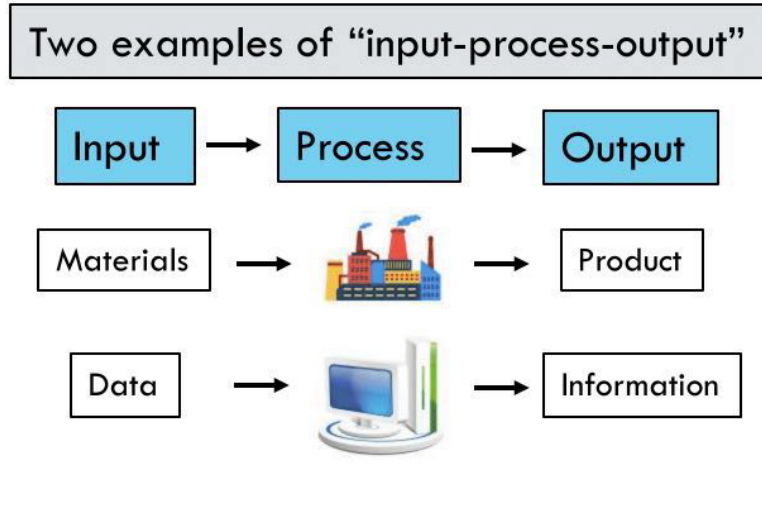 Two examples of “input-process-output”
Input
Process
Output
Materials
Product
Data
Information